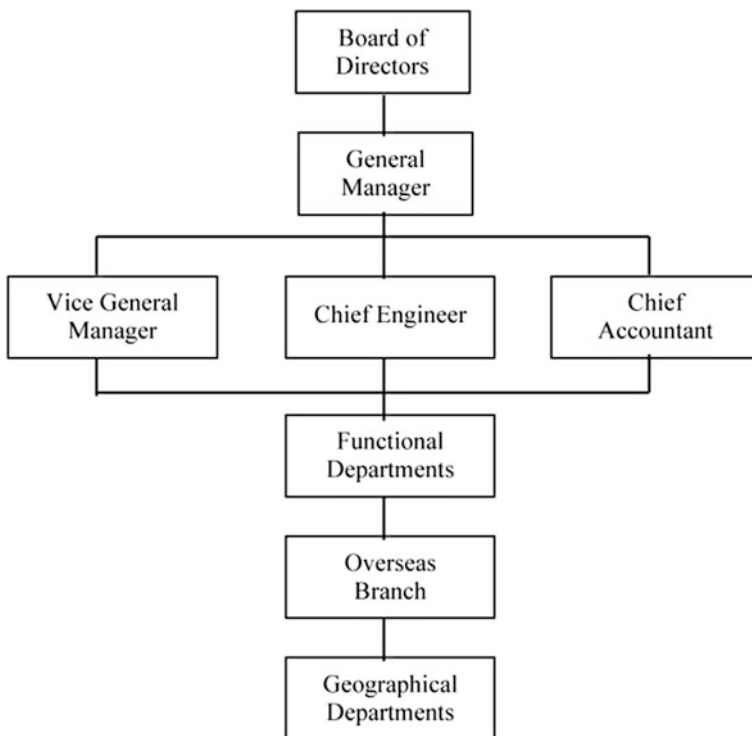 Board of
Directors
General
Manager
Vice General
Manager
Chief Engineer
Chief
Accountant
Functional
Departments
Overseas
Branch
Geographical
Departments